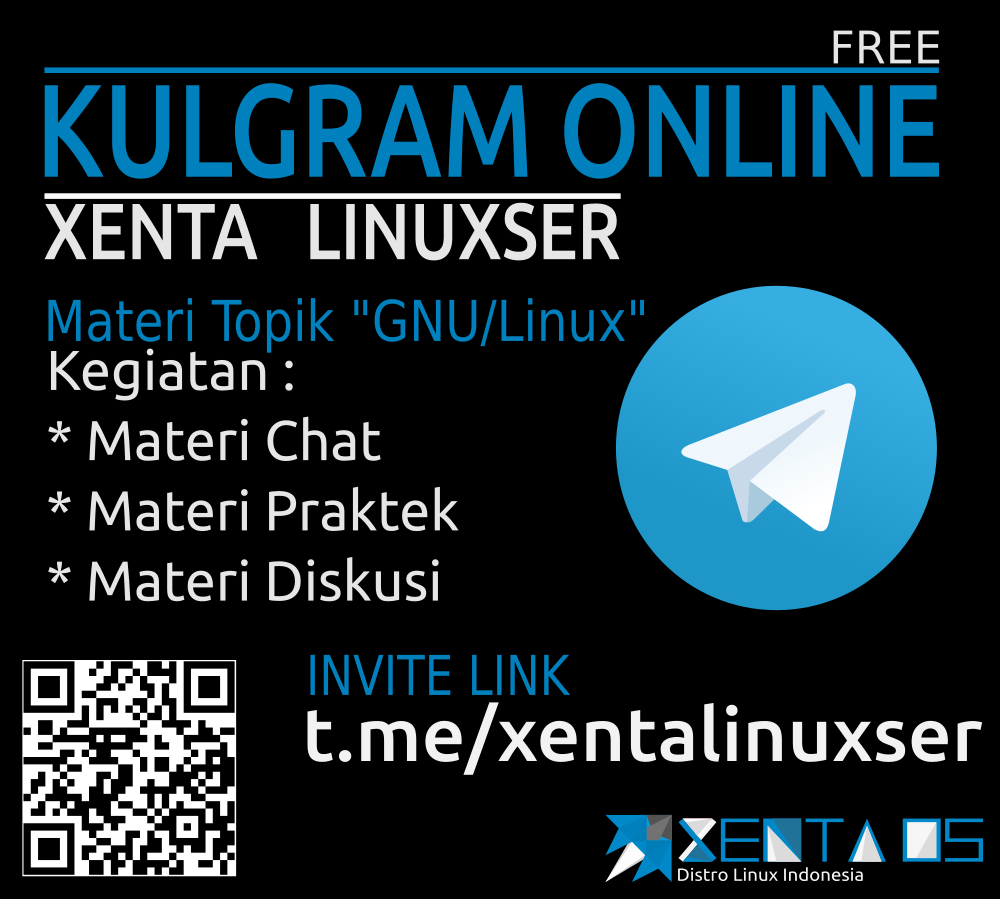 FREE
KULGRAM ONLINE
XENTA LINUXSER
Materi Topik "GNU/Linux"
Kegiatan :
* Materi Chat
* Materi Praktek
* Materi Diskusi
INVITE LINK
t.me/xentalinuxser
XENTA OS
Distro Linux Indonesia